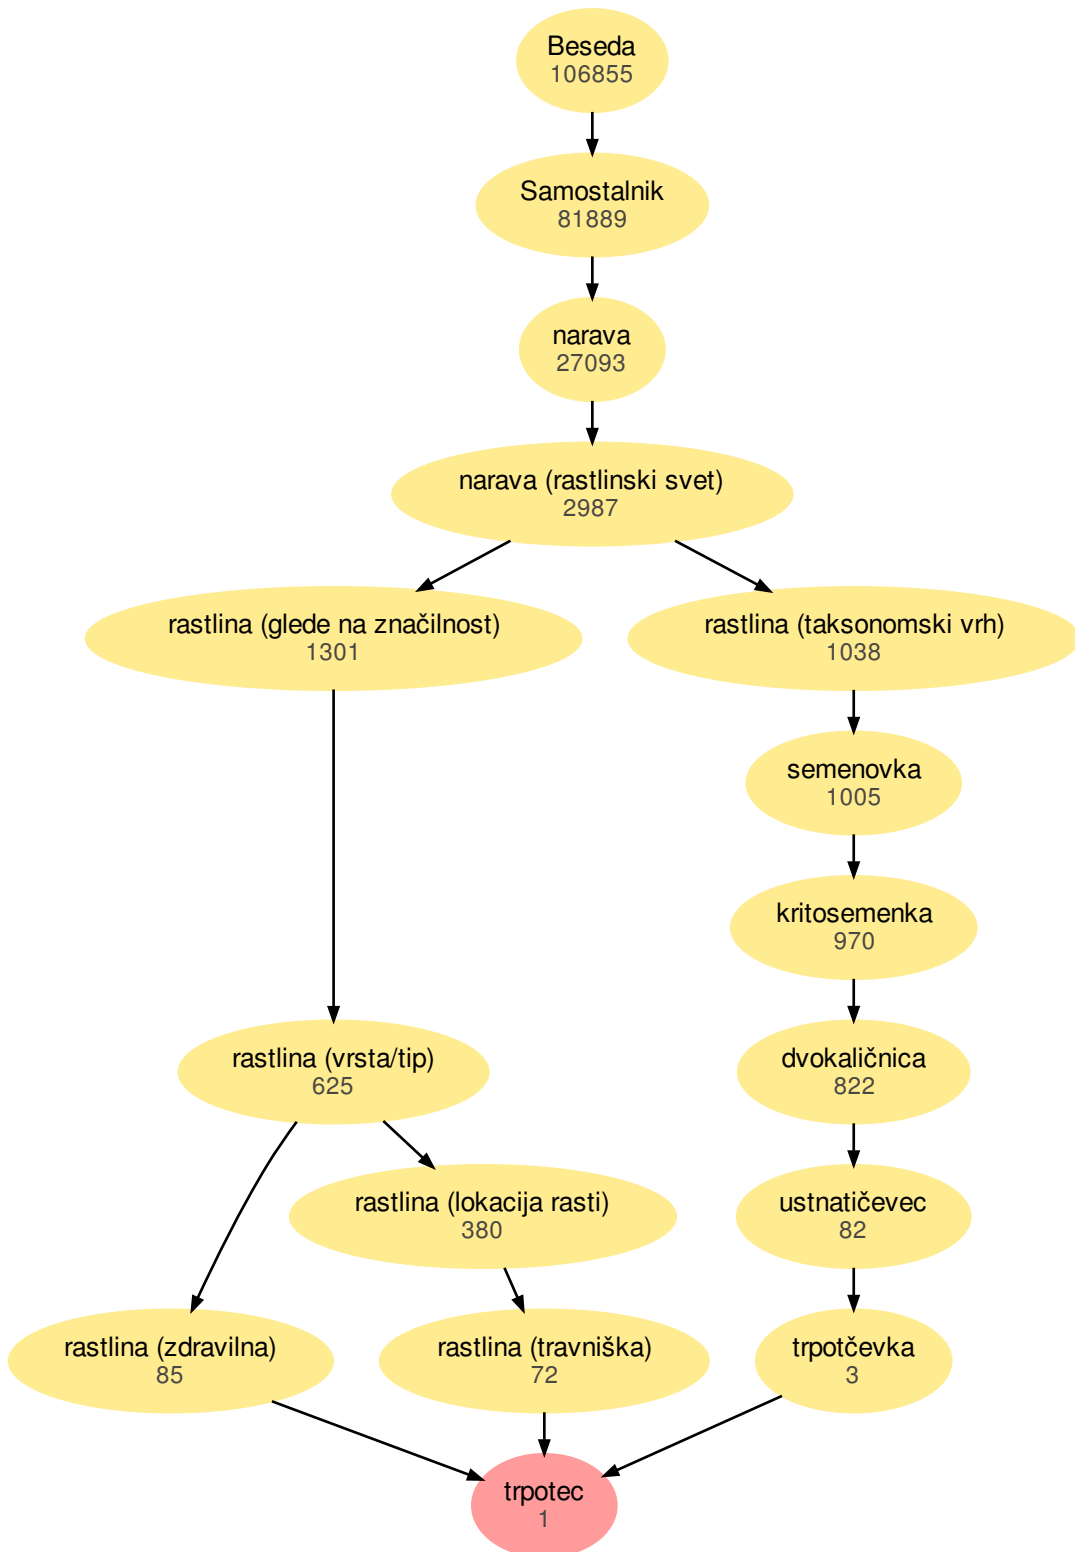 Beseda
106855
Samostalnik
81889
narava
27093
narava (rastlinski svet)
2987
rastlina (glede na značilnost)
1301
rastlina (taksonomski vrh)
1038
semenovka
1005
kritosemenka
970
rastlina (vrsta/tip)
625
dvokaličnica
822
rastlina (lokacija rasti)
380
ustnatičevec
82
rastlina (zdravilna)
85
rastlina (travniška)
72
trpotčevka
3
trpotec
1